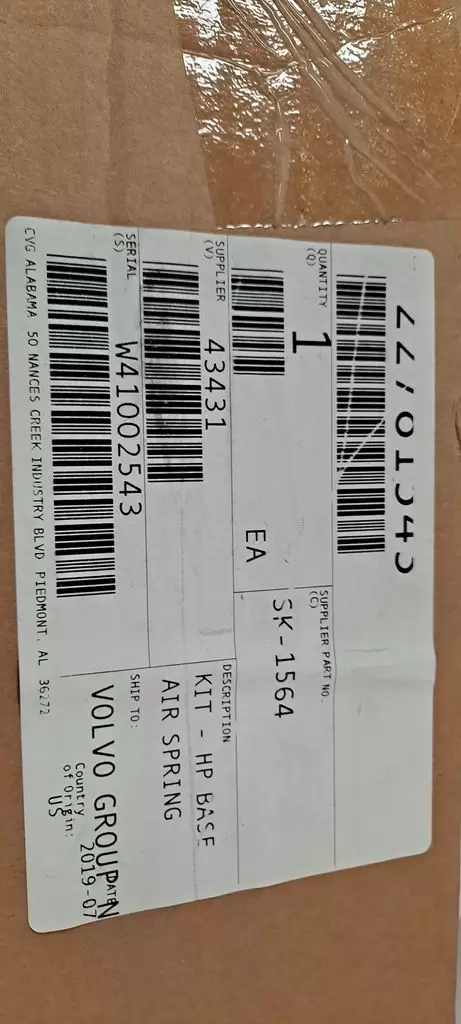 QUANTITY
(Q)
1
EA
SUPPLIER PART NO.
(C)
SK-1564
SUPPLIER
(V)
43431
DESCRIPTION
KIT - HP BASE
AIR SPRING
SERIAL
(S)
W41002543
SHIP TO:
VOLVO GROUP N
DATE
2019-07
Country
of Origin:
US
CVG ALABAMA 50 NANCES CREEK INDUSTRY BLVD PIEDMONT, AL 36272